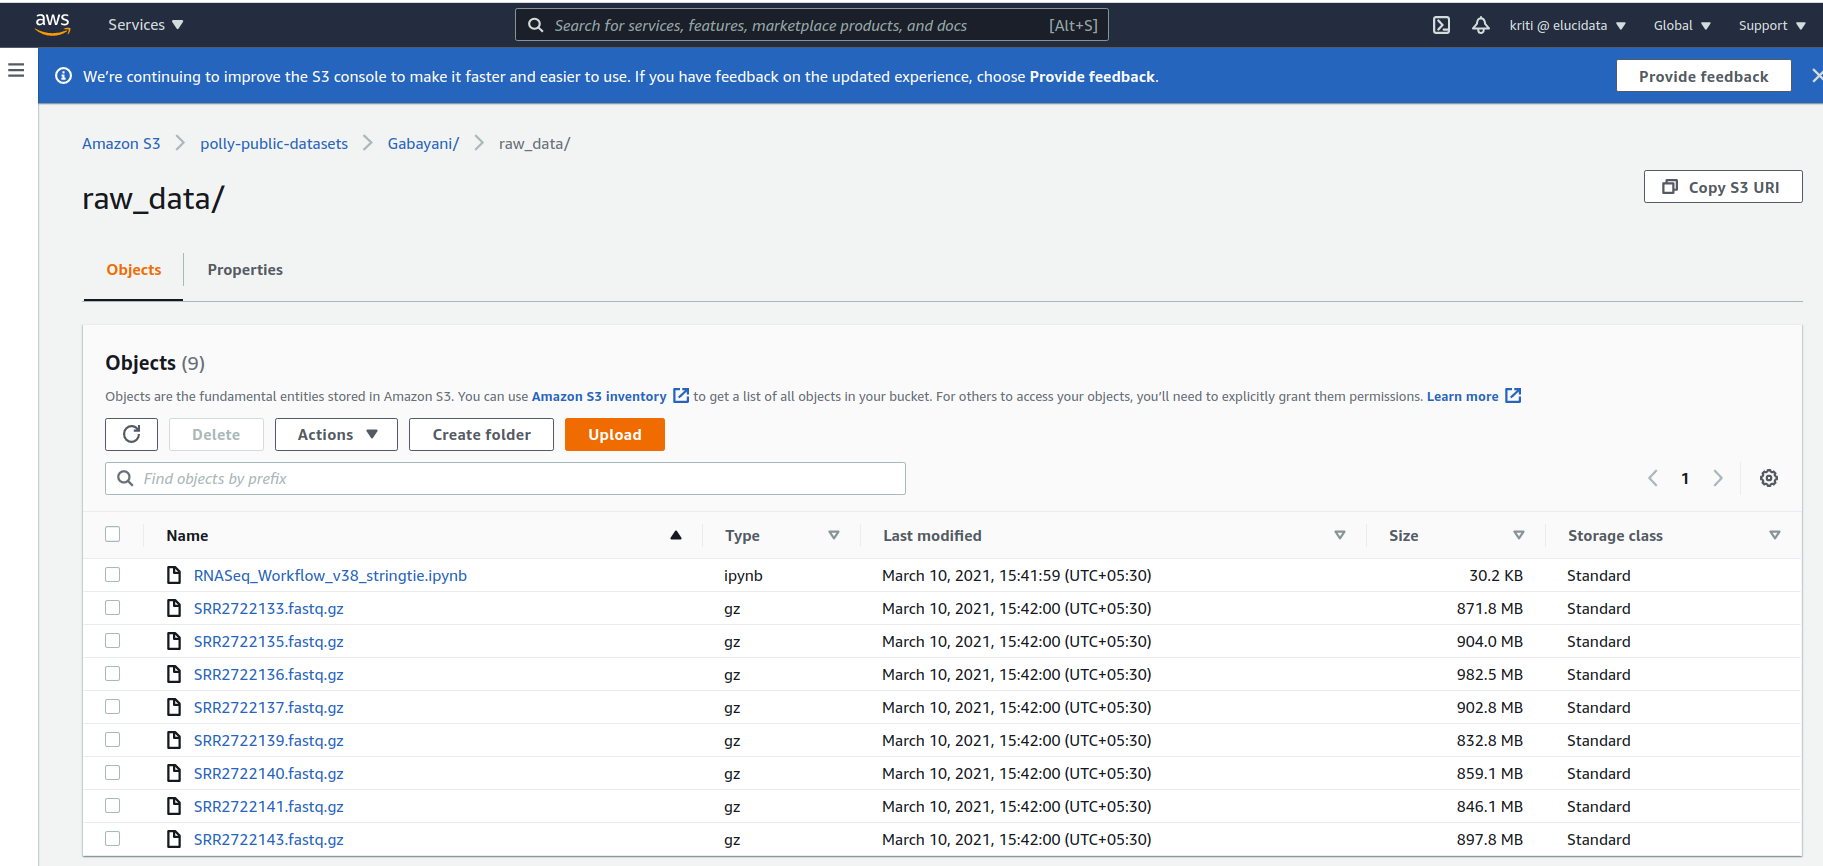 aws Services Search for services, features, marketplace products, and docs [Alt+S] kriti @ elucidata Global Support
We're continuing to improve the S3 console to make it faster and easier to use. If you have feedback on the updated experience, choose Provide feedback. Provide feedback
Amazon S3 polly-public-datasets Gabayani/ raw_data/
raw_data/ Copy S3 URI
Objects Properties
Objects (9)
Objects are the fundamental entities stored in Amazon S3. You can use Amazon S3 inventory to get a list of all objects in your bucket. For others to access your objects, you'll need to explicitly grant them permissions. Learn more
Delete Actions Create folder Upload
Find objects by prefix 1
Name Type Last modified Size Storage class
RNASeq_Workflow_v38_stringtie.ipynb ipynb March 10, 2021, 15:41:59 (UTC+05:30) 30.2 KB Standard
SRR2722133.fastq.gz gz March 10, 2021, 15:42:00 (UTC+05:30) 871.8 MB Standard
SRR2722135.fastq.gz gz March 10, 2021, 15:42:00 (UTC+05:30) 904.0 MB Standard
SRR2722136.fastq.gz gz March 10, 2021, 15:42:00 (UTC+05:30) 982.5 MB Standard
SRR2722137.fastq.gz gz March 10, 2021, 15:42:00 (UTC+05:30) 902.8 MB Standard
SRR2722139.fastq.gz gz March 10, 2021, 15:42:00 (UTC+05:30) 832.8 MB Standard
SRR2722140.fastq.gz gz March 10, 2021, 15:42:00 (UTC+05:30) 859.1 MB Standard
SRR2722141.fastq.gz gz March 10, 2021, 15:42:00 (UTC+05:30) 846.1 MB Standard
SRR2722143.fastq.gz gz March 10, 2021, 15:42:00 (UTC+05:30) 897.8 MB Standard